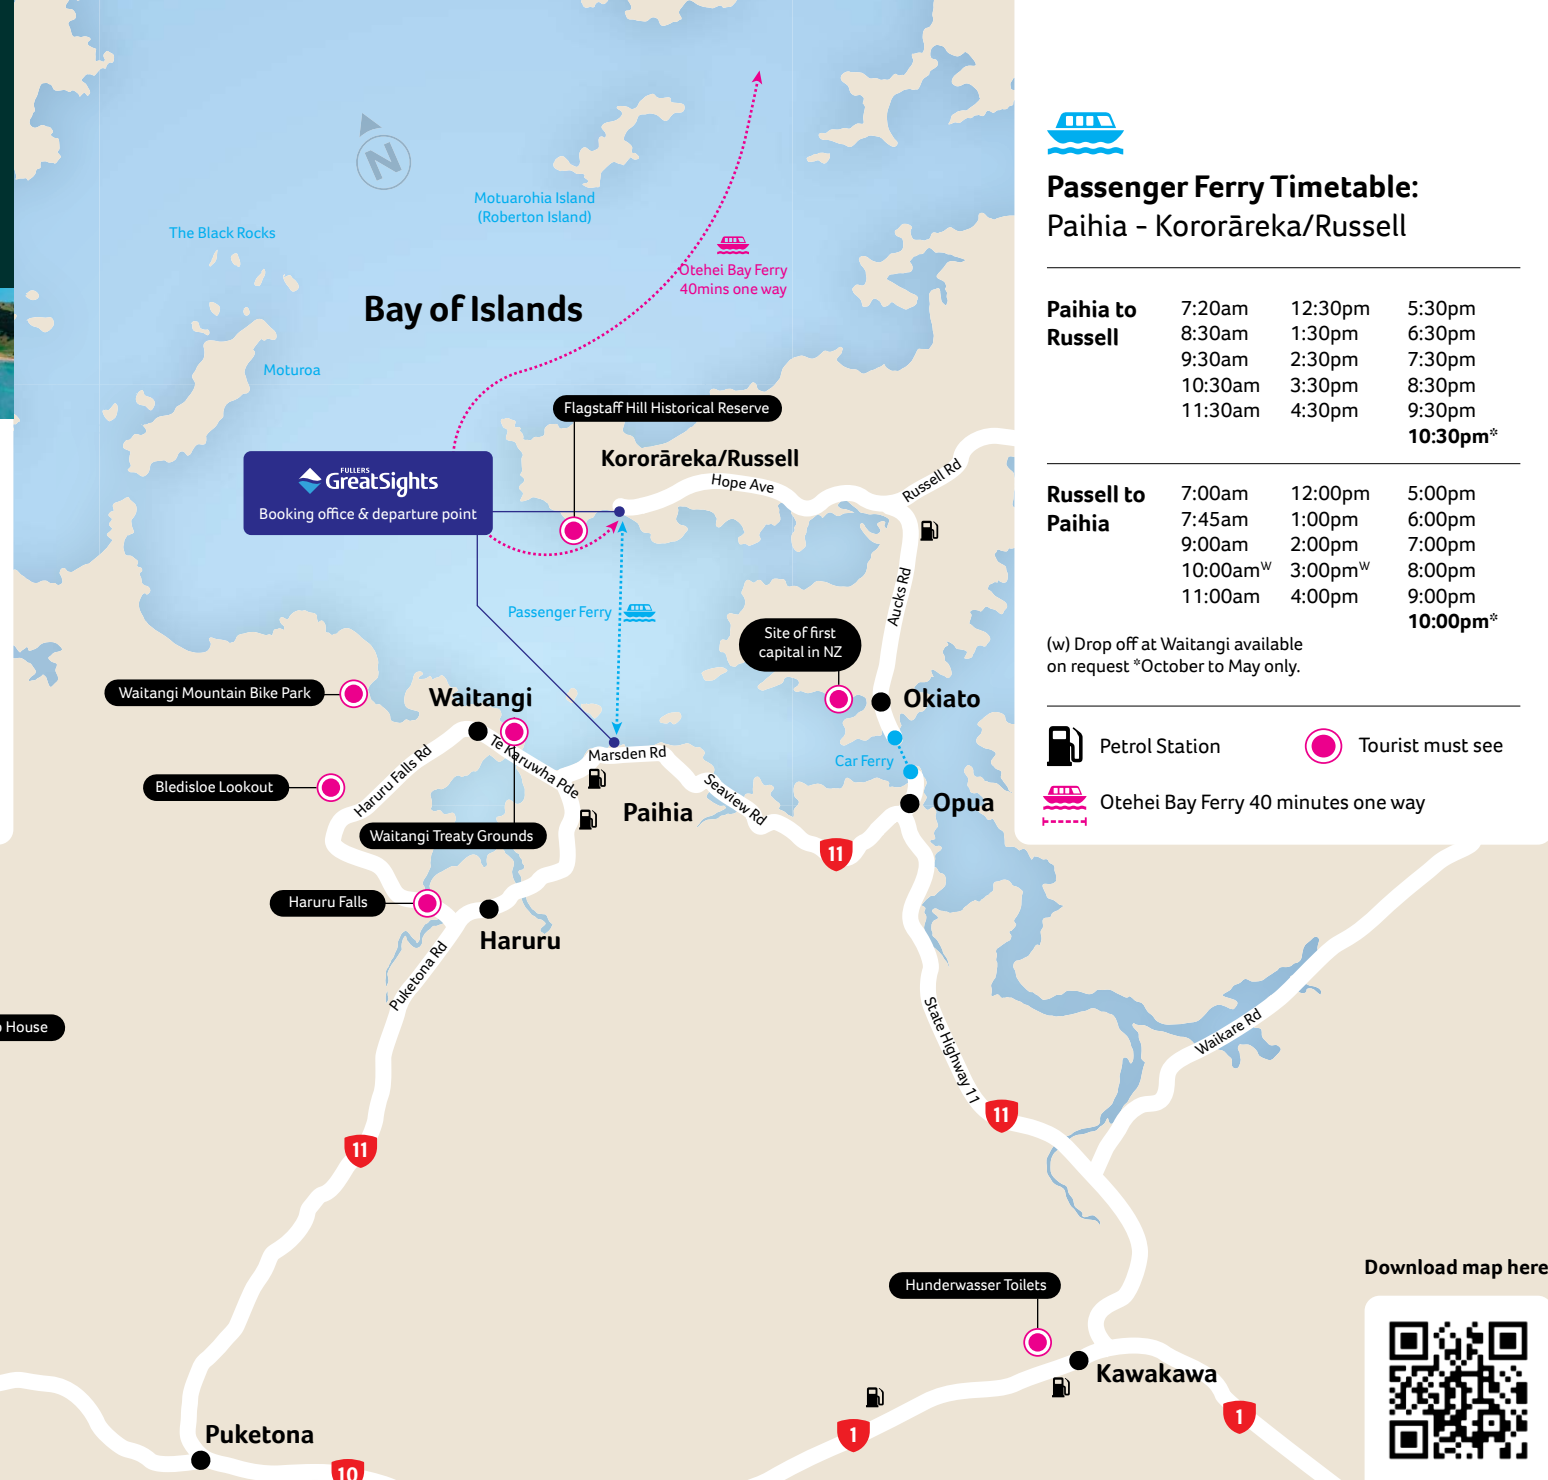 N
Motuarohia Island
(Roberton Island)
The Black Rocks
Otehei Bay Ferry
40mins one way
Bay of Islands
Moturoa
Flagstaff Hill Historical Reserve
Kororāreka/Russell
FULLERS
GreatSights
Booking office & departure point
Hope Ave
Russell Rd
Aucks Rd
Passenger Ferry
Site of first
capital in NZ
Waitangi Mountain Bike Park
Waitangi
Okiato
Te Karuwha Pde
Marsden Rd
Haruru Falls Rd
Car Ferry
Bledisloe Lookout
Seaview Rd
Paihia
Opua
Waitangi Treaty Grounds
11
Haruru Falls
Haruru
Puketona Rd
o House
State Highway 11
Waikare Rd
11
11
Hunderwasser Toilets
Kawakawa
1
1
Puketona
10
Passenger Ferry Timetable:
Paihia - Kororāreka/Russell
Paihia to
Russell
7:20am 12:30pm 5:30pm
8:30am 1:30pm 6:30pm
9:30am 2:30pm 7:30pm
10:30am 3:30pm 8:30pm
11:30am 4:30pm 9:30pm
10:30pm*
Russell to
Paihia
7:00am 12:00pm 5:00pm
7:45am 1:00pm 6:00pm
9:00am 2:00pm 7:00pm
10:00amW 3:00pmW 8:00pm
11:00am 4:00pm 9:00pm
10:00pm*
(w) Drop off at Waitangi available
on request *October to May only.
Petrol Station
Tourist must see
Otehei Bay Ferry 40 minutes one way
Download map here